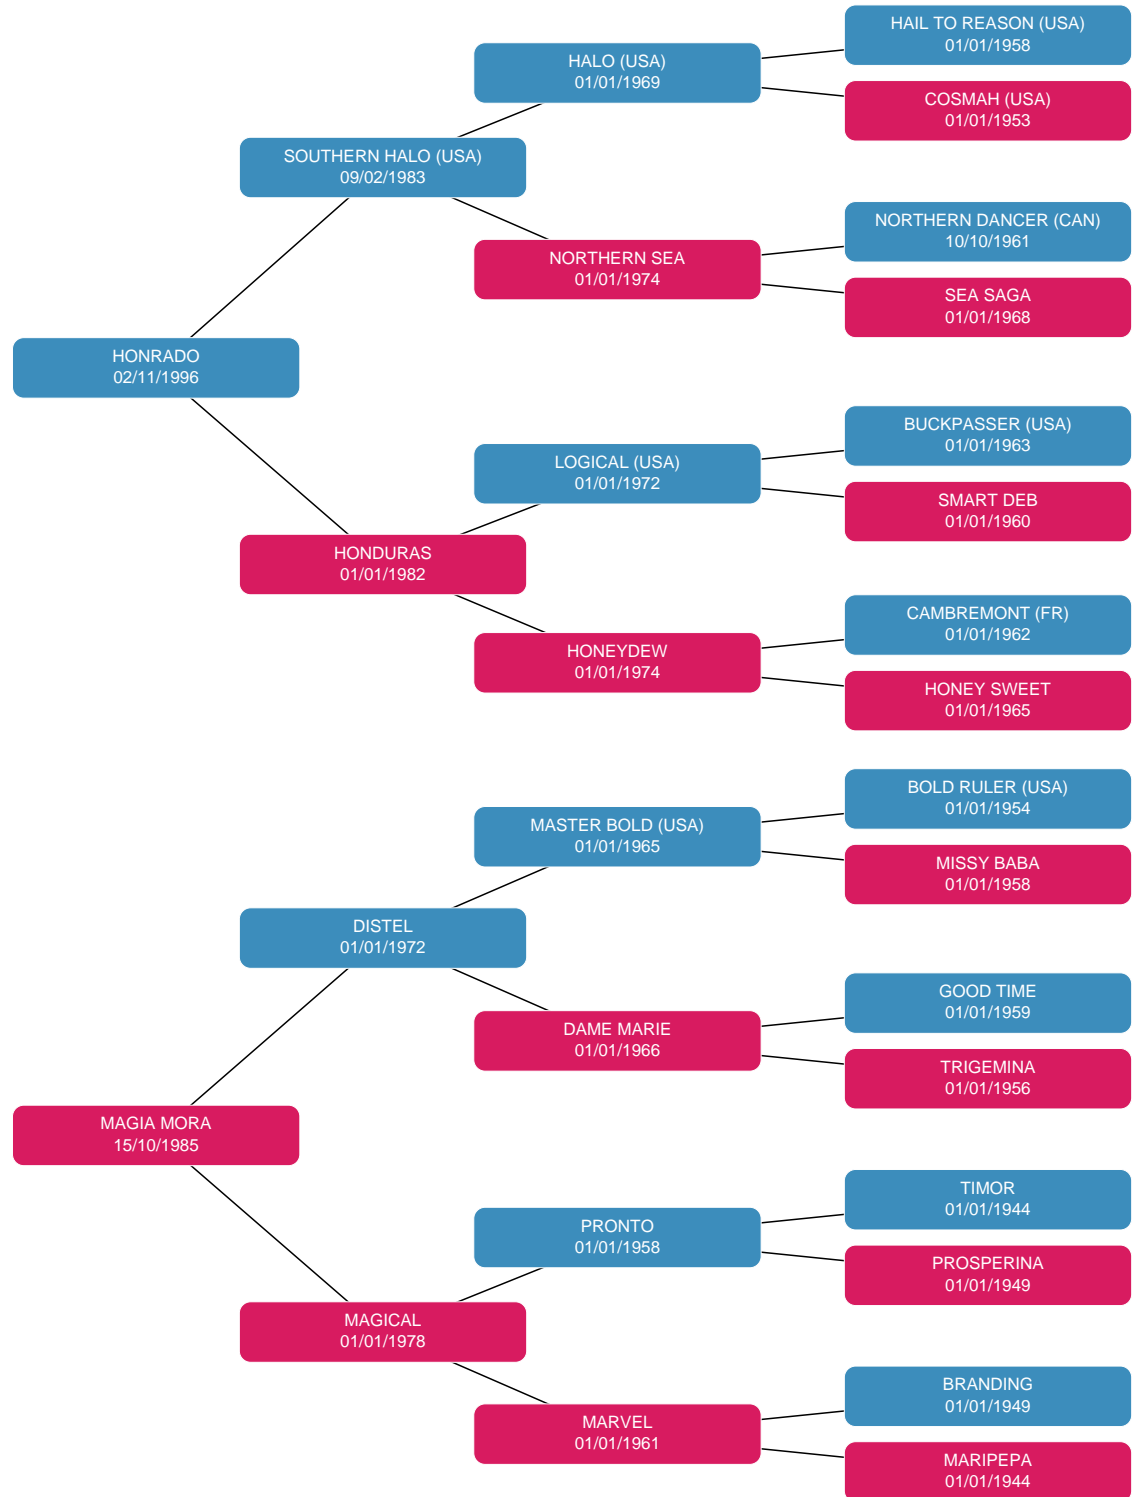 HAIL TO REASON (USA)
01/01/1958
HALO (USA)
01/01/1969
COSMAH (USA)
01/01/1953
SOUTHERN HALO (USA)
09/02/1983
NORTHERN DANCER (CAN)
10/10/1961
NORTHERN SEA
01/01/1974
SEA SAGA
01/01/1968
HONRADO
02/11/1996
BUCKPASSER (USA)
01/01/1963
LOGICAL (USA)
01/01/1972
SMART DEB
01/01/1960
HONDURAS
01/01/1982
CAMBREMONT (FR)
01/01/1962
HONEYDEW
01/01/1974
HONEY SWEET
01/01/1965
BOLD RULER (USA)
01/01/1954
MASTER BOLD (USA)
01/01/1965
MISSY BABA
01/01/1958
DISTEL
01/01/1972
GOOD TIME
01/01/1959
DAME MARIE
01/01/1966
TRIGEMINA
01/01/1956
MAGIA MORA
15/10/1985
TIMOR
01/01/1944
PRONTO
01/01/1958
PROSPERINA
01/01/1949
MAGICAL
01/01/1978
BRANDING
01/01/1949
MARVEL
01/01/1961
MARIPEPA
01/01/1944